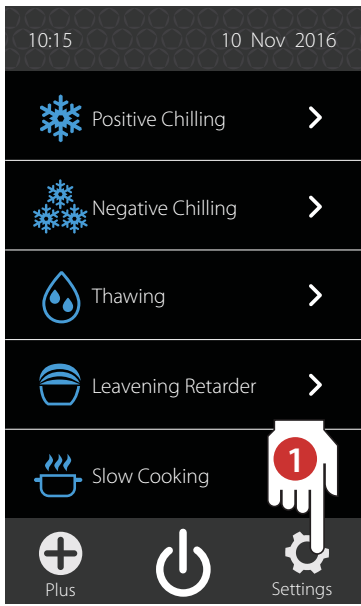 10:15 10 Nov 2016
Positive Chilling
Negative Chilling
Thawing
Leavening Retarder
Slow Cooking
1
Plus Settings